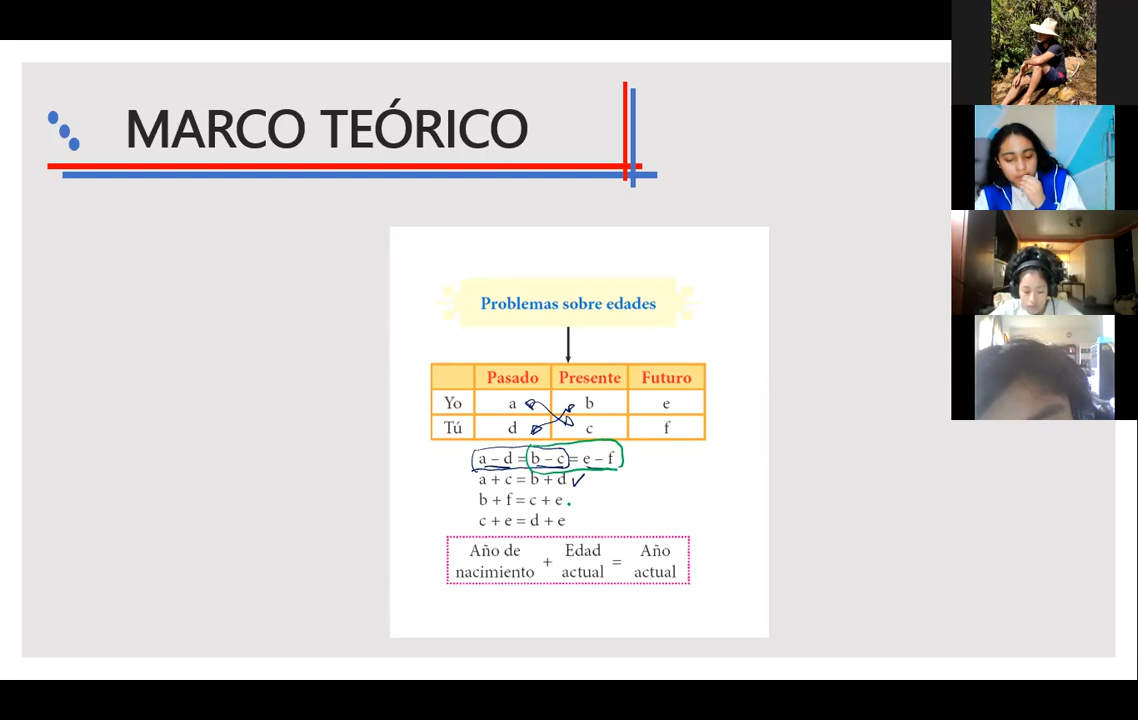 MARCO TEÓRICO
Problemas sobre edades
Pasado Presente Futuro
Yo a b e
Tú d c f
a – d = b – c = e – f
a + c = b + d
b + f = c + e
c + e = d + e
Año de nacimiento + Edad actual = Año actual